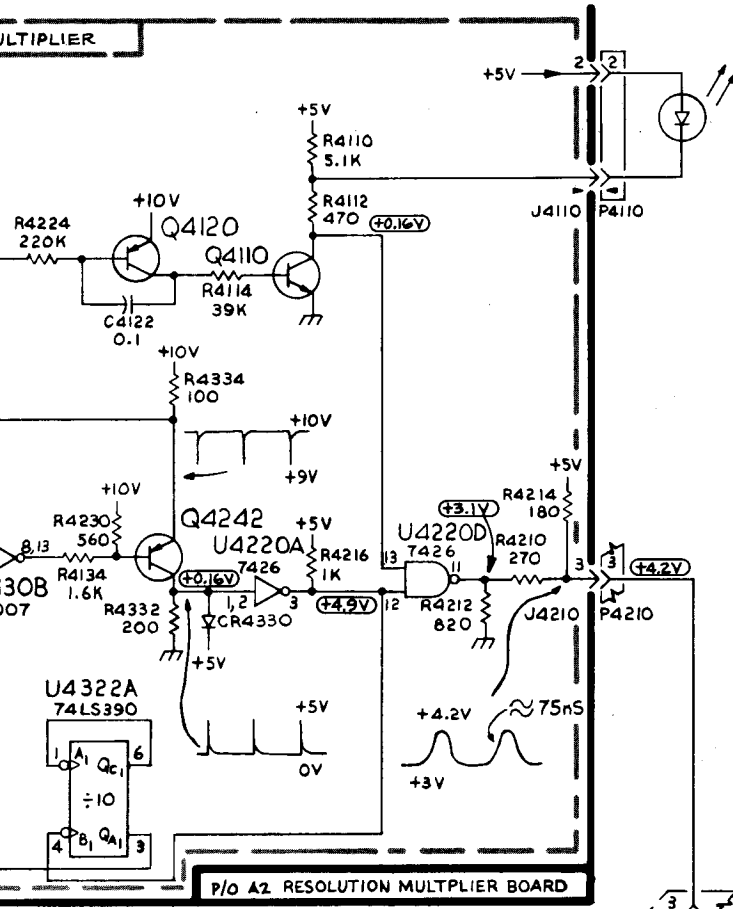 ULTIPLIER
+5V
2
2
+5V
R4110
5.1K
+10V
R4112
470
+0.16V
J4110
P4110
R4224
220K
Q4120
Q4110
R4114
39K
C4122
0.1
+10V
R4334
100
+10V
+9V
+10V
R4230
560
Q4242
U4220A
7426
+5V
R4216
1K
+3.1V
U4220D
7426
R4210
270
+5V
R4214
180
8,13
30B
007
R4134
1.6K
+0.16V
1,2
3
+4.9V
13
12
11
3
3
+4.2V
R4332
200
CR4330
+5V
R4212
820
J4210
P4210
U4322A
74LS390
+5V
0V
+4.2V
≈75nS
+3V
1
A1
QC1
6
÷10
4
B1
QA1
3
P/O A2 RESOLUTION MULTPLIER BOARD
3